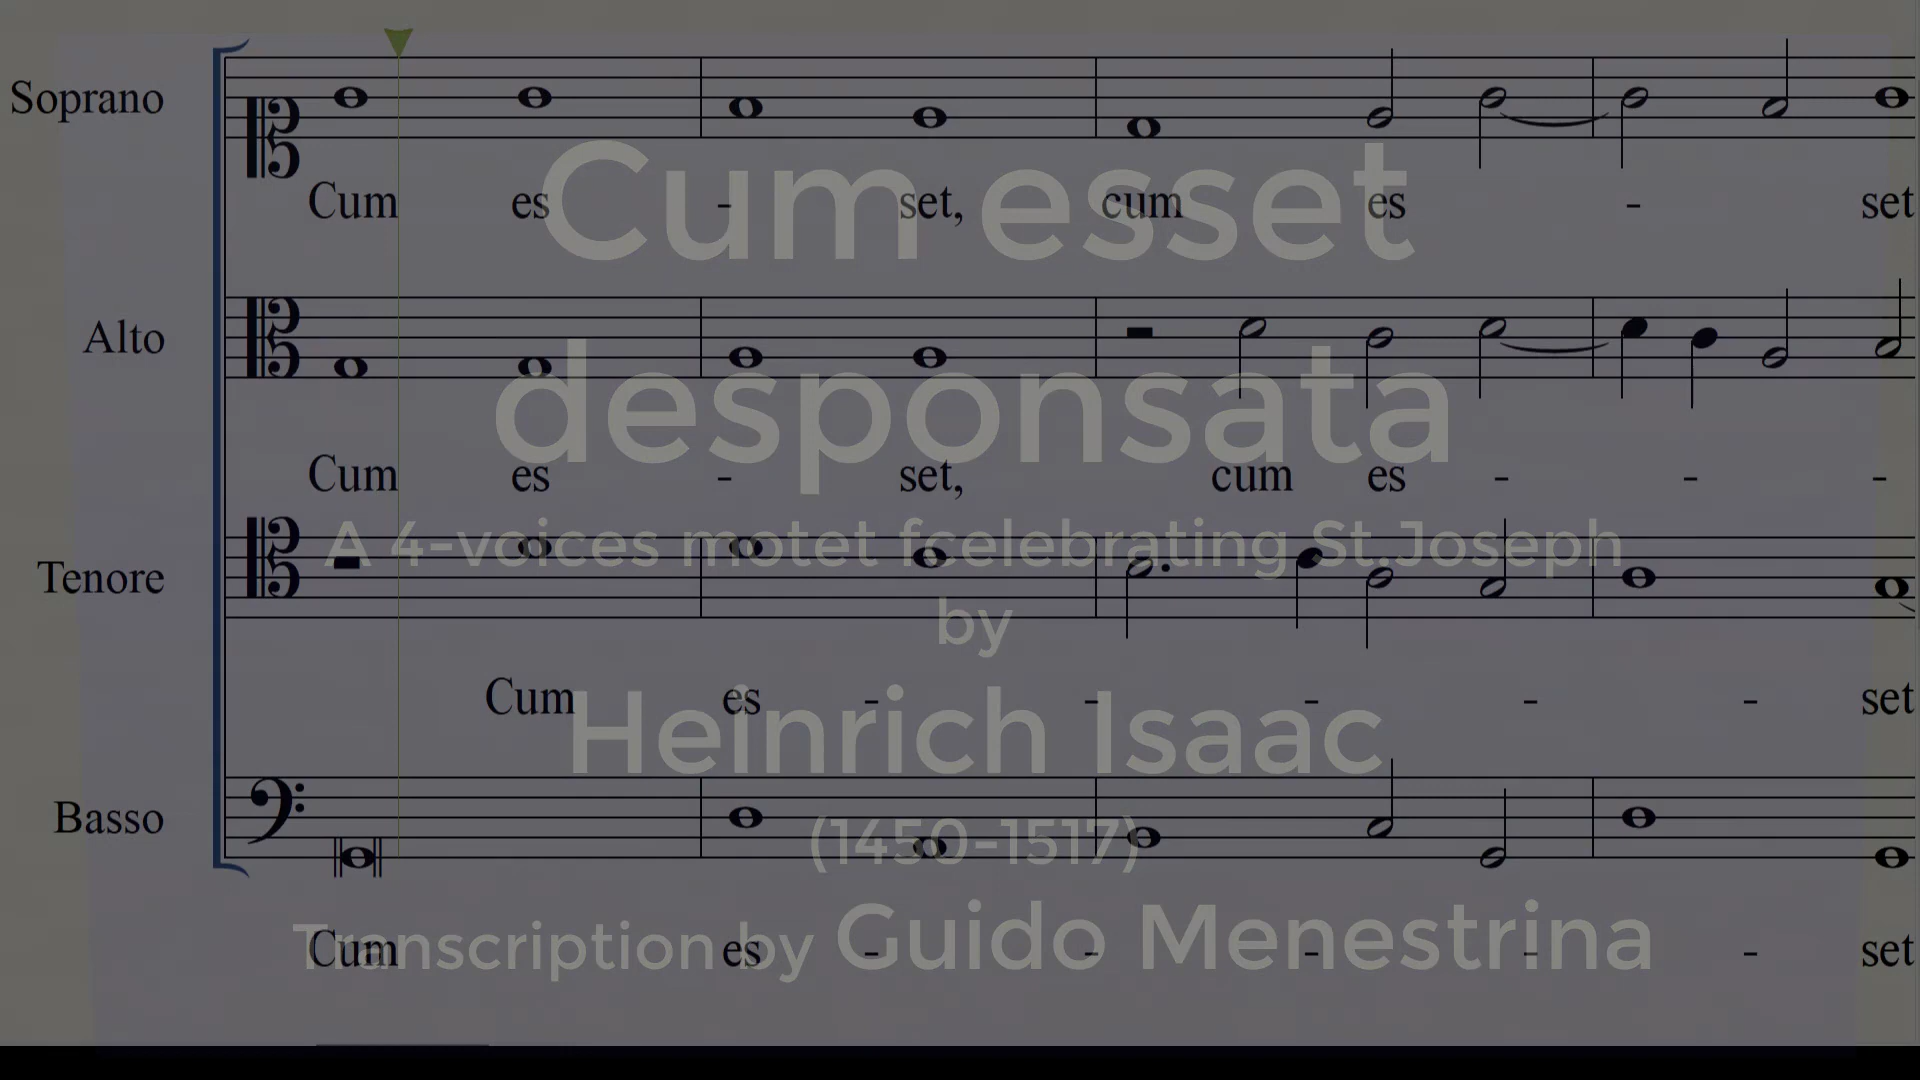 Soprano
Cum es - set, cum es - set
Alto
Cum es - set, cum es - - -
Tenore
Cum es - - - - - set
Basso
Cum es - - - - - set
Cum esset
desponsata
A 4-voices motet fcelebrating St.Joseph
by
Heinrich Isaac
(1450-1517)
Transcription by Guido Menestrina